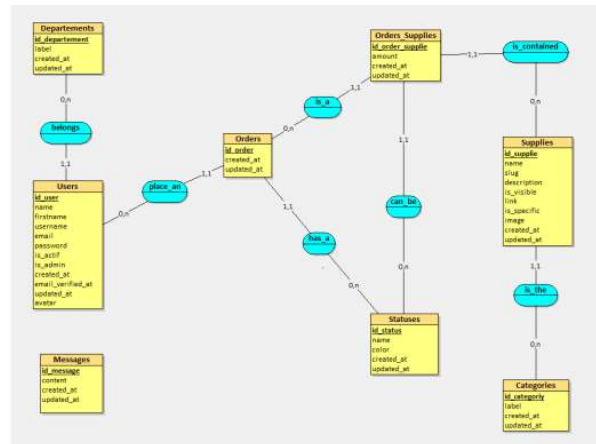 Departements
id_departement
label
created_at
updated_at
0,n
belongs
1,1
Users
id_user
name
firstname
username
email
password
is_actif
is_admin
created_at
email_verified_at
updated_at
avatar
Messages
id_message
content
created_at
updated_at
0,n
place_an
1,1
Orders
id_order
created_at
updated_at
0,n
is_a
1,1
1,1
has_a
0,n
Orders_Supplies
id_order_supplie
amount
created_at
updated_at
1,1
can_be
0,n
Statuses
id_status
name
color
created_at
updated_at
1,1
is_contained
0,n
Supplies
id_supplie
name
slug
description
is_visible
link
is_specific
image
created_at
updated_at
1,1
is_the
0,n
Categories
id_categoriy
label
created_at
updated_at